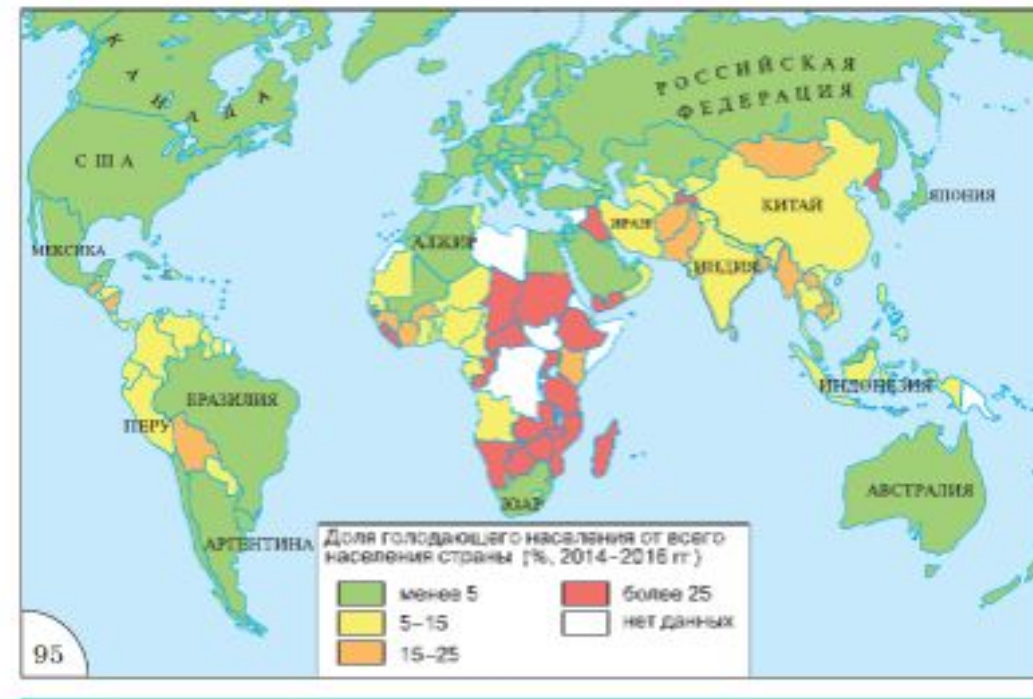 КАНАДА
РОССИЙСКАЯ
ФЕДЕРАЦИЯ
США
ЯПОНИЯ
КИТАЙ
ИРАН
МЕКСИКА
АЛЖИР
ИНДИЯ
БРАЗИЛИЯ
ИНДОНЕЗИЯ
ПЕРУ
АВСТРАЛИЯ
ЮАР
АРГЕНТИНА
Доля голодающего населения от всего
населения страны (%, 2014–2016 гг)
менее 5
5–15
15–25
более 25
нет данных
95